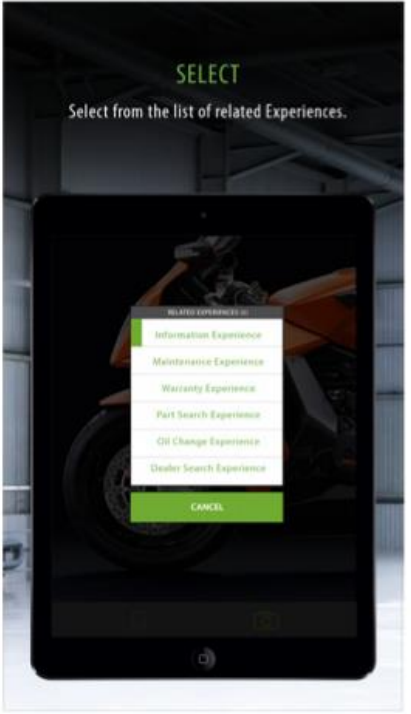 SELECT
Select from the list of related Experiences.
RELATED EXPERIENCES (6)
Information Experience
Maintenance Experience
Warranty Experience
Part Search Experience
Oil Change Experience
Dealer Search Experience
CANCEL